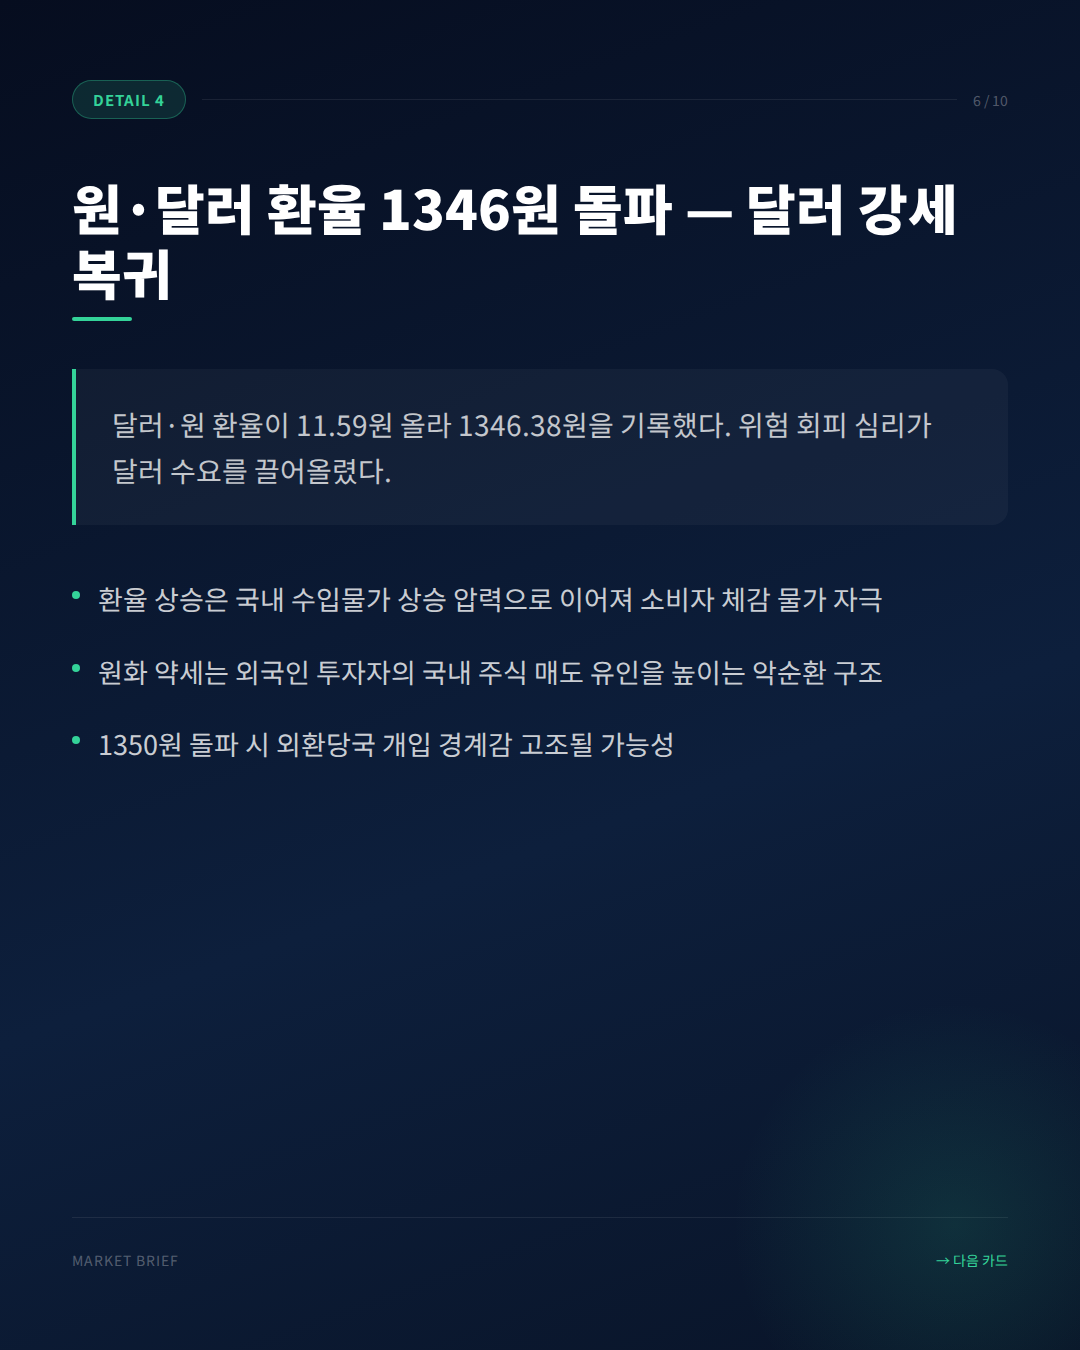 DETAIL 4
6 / 10
원·달러 환율 1346원 돌파 — 달러 강세
복귀
달러·원 환율이 11.59원 올라 1346.38원을 기록했다. 위험 회피 심리가
달러 수요를 끌어올렸다.
• 환율 상승은 국내 수입물가 상승 압력으로 이어져 소비자 체감 물가 자극
• 원화 약세는 외국인 투자자의 국내 주식 매도 유인을 높이는 악순환 구조
• 1350원 돌파 시 외환당국 개입 경계감 고조될 가능성
MARKET BRIEF
→ 다음 카드